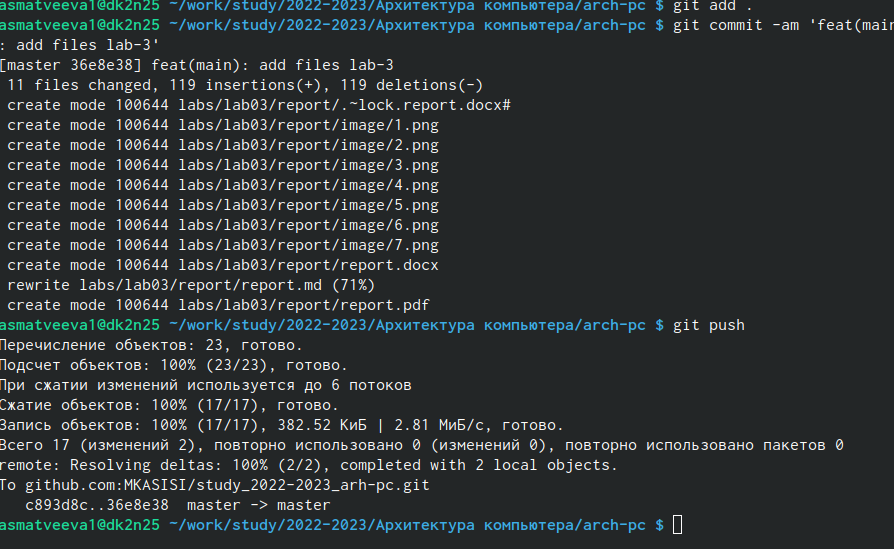 asmatveeva1@dk2n25 ~/work/study/2022-2023/Архитектура компьютера/arch-pc $ git add .
asmatveeva1@dk2n25 ~/work/study/2022-2023/Архитектура компьютера/arch-pc $ git commit -am 'feat(main
: add files lab-3'
[master 36e8e38] feat(main): add files lab-3
11 files changed, 119 insertions(+), 119 deletions(-)
create mode 100644 labs/lab03/report/.~lock.report.docx#
create mode 100644 labs/lab03/report/image/1.png
create mode 100644 labs/lab03/report/image/2.png
create mode 100644 labs/lab03/report/image/3.png
create mode 100644 labs/lab03/report/image/4.png
create mode 100644 labs/lab03/report/image/5.png
create mode 100644 labs/lab03/report/image/6.png
create mode 100644 labs/lab03/report/image/7.png
create mode 100644 labs/lab03/report/report.docx
rewrite labs/lab03/report/report.md (71%)
create mode 100644 labs/lab03/report/report.pdf
asmatveeva1@dk2n25 ~/work/study/2022-2023/Архитектура компьютера/arch-pc $ git push
Перечисление объектов: 23, готово.
Подсчет объектов: 100% (23/23), готово.
При сжатии изменений используется до 6 потоков
Сжатие объектов: 100% (17/17), готово.
Запись объектов: 100% (17/17), 382.52 КиБ | 2.81 МиБ/с, готово.
Всего 17 (изменений 2), повторно использовано 0 (изменений 0), повторно использовано пакетов 0
remote: Resolving deltas: 100% (2/2), completed with 2 local objects.
To github.com:MKASISI/study_2022-2023_arh-pc.git
c893d8c..36e8e38  master -> master
asmatveeva1@dk2n25 ~/work/study/2022-2023/Архитектура компьютера/arch-pc $